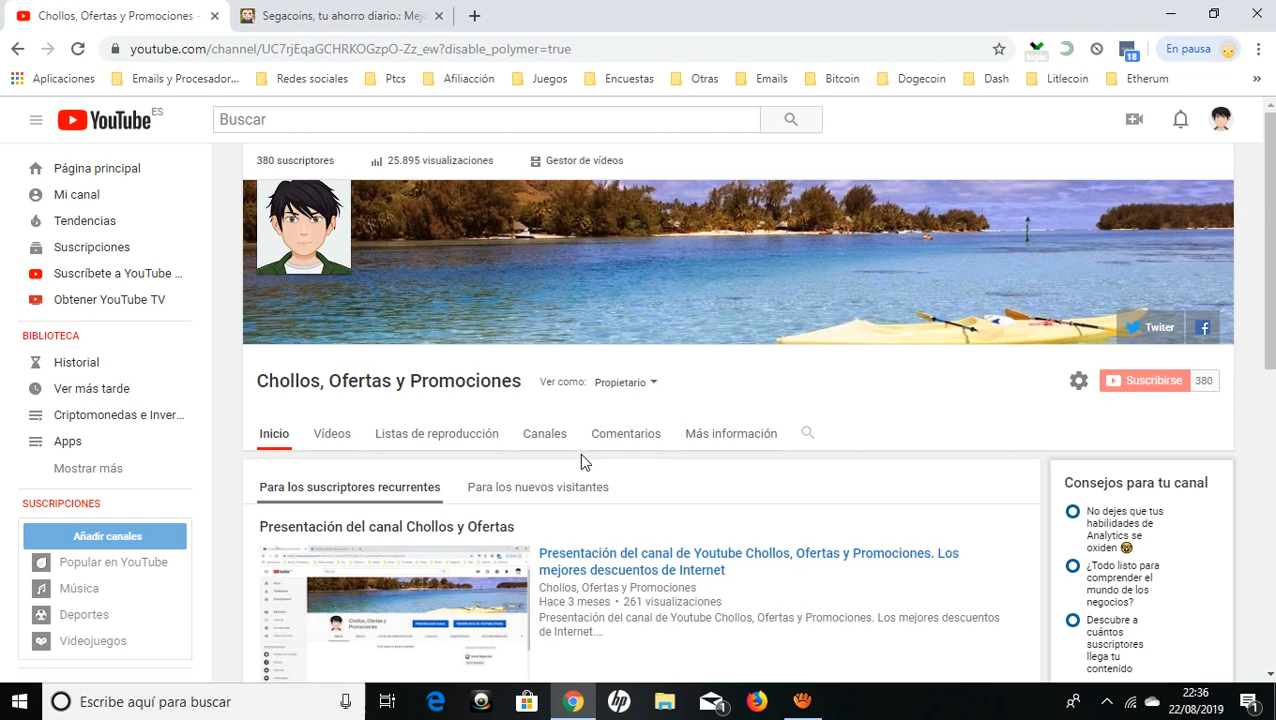 Chollos, Ofertas y Promociones -
Segacoins, tu ahorro diario.: Mej
youtube.com/channel/UC7rjEqaGCHRKOGzpO-Zz_ew?disable_polymer=true
18
En pausa
Aplicaciones
Emails y Procesador...
Redes sociales
Ptcs
Afiliacción
Juegos
Encuestas
Otros
Emails
Bitcoin
Dogecoin
Dash
Litlecoin
Etherum
»
YouTube ES
Buscar
Página principal
Mi canal
Tendencias
Suscripciones
Suscríbete a YouTube ...
Obtener YouTube TV
BIBLIOTECA
Historial
Ver más tarde
Criptomonedas e Inver...
Apps
Mostrar más
SUSCRIPCIONES
Añadir canales
Popular en YouTube
Música
Deportes
Videojuegos
380 suscriptores
25.895 visualizaciones
Gestor de vídeos
Twiter
Chollos, Ofertas y Promociones
Ver como: Propietario
Suscribirse 380
Inicio
Vídeos
Listas de reproducción
Canales
Comentarios
Más información
Para los suscriptores recurrentes
Para los nuevos visitantes
Presentación del canal Chollos y Ofertas
Presentación del canal de Youtube Chollos, Ofertas y Promociones. Los
mejores descuentos de Internet
Chollos, Ofertas y Promociones
Hace 3 meses • 251 visualizaciones
Presentación del canal de Youtube Chollos, Ofertas y Promociones.Los mejores descuentos
de Internet....
Consejos para tu canal
No dejes que tus
habilidades de
Analytics se
oxiden
¿Todo listo para
comprender el
mundo de los
negocios?
Descubre a
cuántos
suscriptores
llega tu
contenido
Escribe aquí para buscar
22:36
22/08/2019